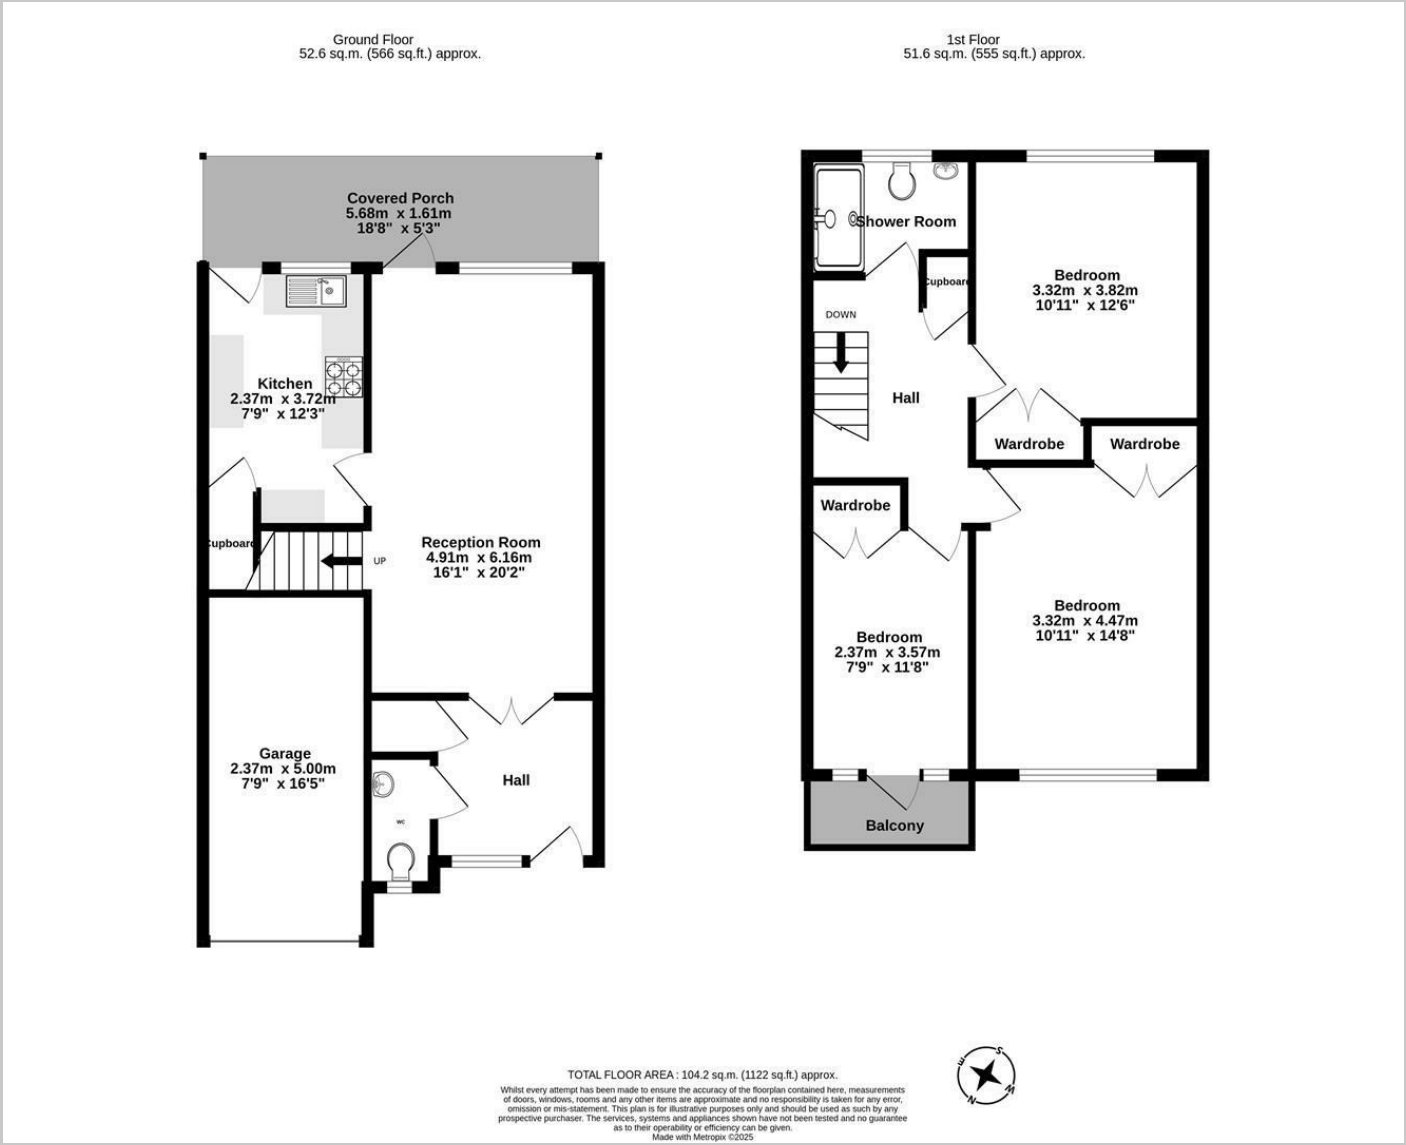 Ground Floor
52.6 sq.m. (566 sq.ft.) approx.
1st Floor
51.6 sq.m. (555 sq.ft.) approx.
Covered Porch
5.68m x 1.61m
18'8" x 5'3"
Kitchen
2.37m x 3.72m
7'9" x 12'3"
Cupboard
UP
Reception Room
4.91m x 6.16m
16'1" x 20'2"
Garage
2.37m x 5.00m
7'9" x 16'5"
Hall
WC
Shower Room
Cupboard
DOWN
Hall
Bedroom
3.32m x 3.82m
10'11" x 12'6"
Wardrobe
Wardrobe
Wardrobe
Bedroom
2.37m x 3.57m
7'9" x 11'8"
Bedroom
3.32m x 4.47m
10'11" x 14'8"
Balcony
TOTAL FLOOR AREA : 104.2 sq.m. (1122 sq.ft.) approx.
Whilst every attempt has been made to ensure the accuracy of the floorplan contained here, measurements
of doors, windows, rooms and any other items are approximate and no responsibility is taken for any error,
omission or mis-statement. This plan is for illustrative purposes only and should be used as such by any
prospective purchaser. The services, systems and appliances shown have not been tested and no guarantee
as to their operability or efficiency can be given.
Made with Metropix ©2025
E
S
W
N